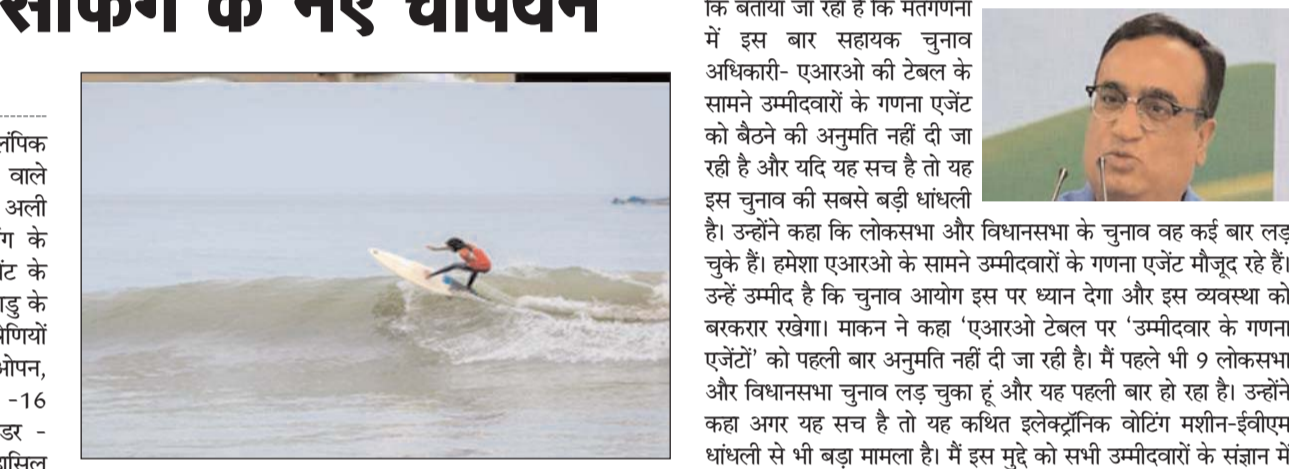 सर्फिंग के नए चैंपियन
लंपिक
वाले
अली
ग के
ंट के
ाडु के
श्रेणियों
ओपन,
-16
डर -
हासिल
कि बताया जा रहा है कि मतगणना
में इस बार सहायक चुनाव
अधिकारी- एआरओ की टेबल के
सामने उम्मीदवारों के गणना एजेंट
को बैठने की अनुमति नहीं दी जा
रही है और यदि यह सच है तो यह
इस चुनाव की सबसे बड़ी धांधली
है। उन्होंने कहा कि लोकसभा और विधानसभा के चुनाव वह कई बार लड़
चुके हैं। हमेशा एआरओ के सामने उम्मीदवारों के गणना एजेंट मौजूद रहे हैं।
उन्हें उम्मीद है कि चुनाव आयोग इस पर ध्यान देगा और इस व्यवस्था को
बरकरार रखेगा। माकन ने कहा ‘एआरओ टेबल पर ‘उम्मीदवार के गणना
एजेंटों’ को पहली बार अनुमति नहीं दी जा रही है। मैं पहले भी 9 लोकसभा
और विधानसभा चुनाव लड़ चुका हूं और यह पहली बार हो रहा है। उन्होंने
कहा अगर यह सच है तो यह कथित इलेक्ट्रॉनिक वोटिंग मशीन-ईवीएम
धांधली से भी बड़ा मामला है। मैं इस मुद्दे को सभी उम्मीदवारों के संज्ञान में